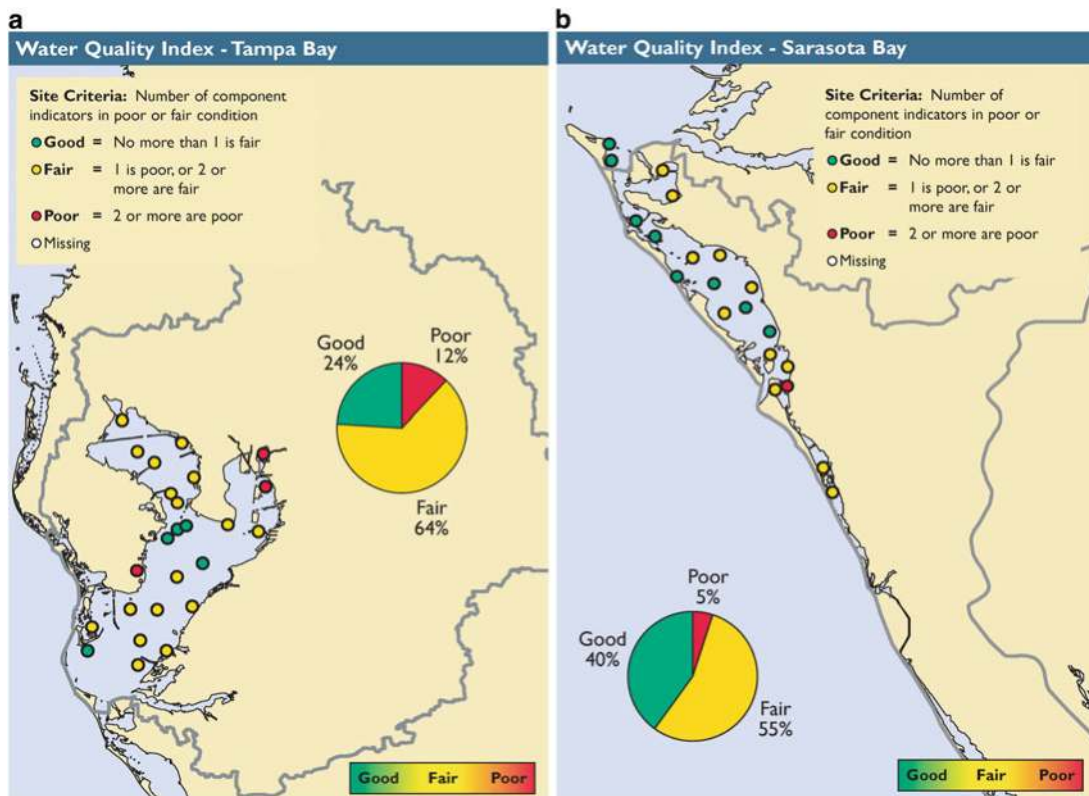 a
Water Quality Index - Tampa Bay
Site Criteria: Number of component
indicators in poor or fair condition
Good = No more than 1 is fair
Fair = 1 is poor, or 2 or
more are fair
Poor = 2 or more are poor
Missing
Good
24%
Poor
12%
Fair
64%
Good Fair Poor
b
Water Quality Index - Sarasota Bay
Site Criteria: Number of
component indicators in poor or
fair condition
Good = No more than 1 is fair
Fair = 1 is poor, or 2 or
more are fair
Poor = 2 or more are poor
Missing
Poor
5%
Good
40%
Fair
55%
Good Fair Poor